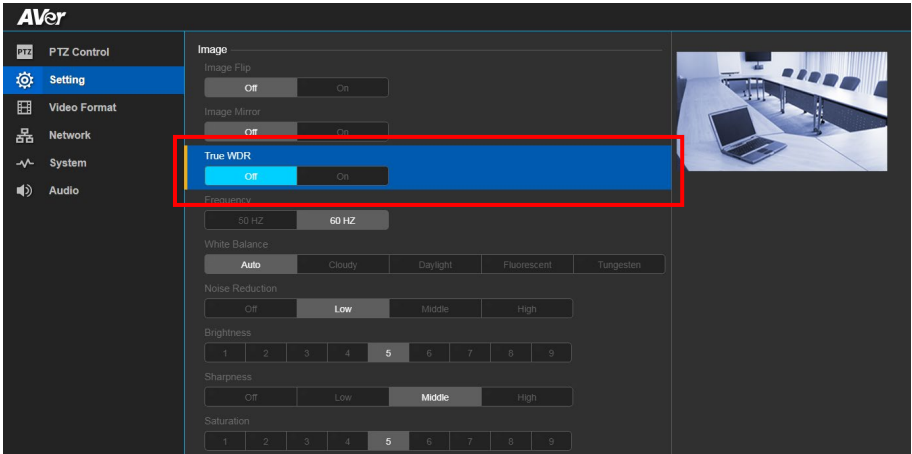 AVer
PTZ PTZ Control
Setting
Video Format
Network
System
Audio
Image
Image Flip
Off On
Image Mirror
Off On
True WDR
Off On
Frequency
50 HZ 60 HZ
White Balance
Auto Cloudy Daylight Fluorescent Tungesten
Noise Reduction
Off Low Middle High
Brightness
1 2 3 4 5 6 7 8 9
Sharpness
Off Low Middle High
Saturation
1 2 3 4 5 6 7 8 9